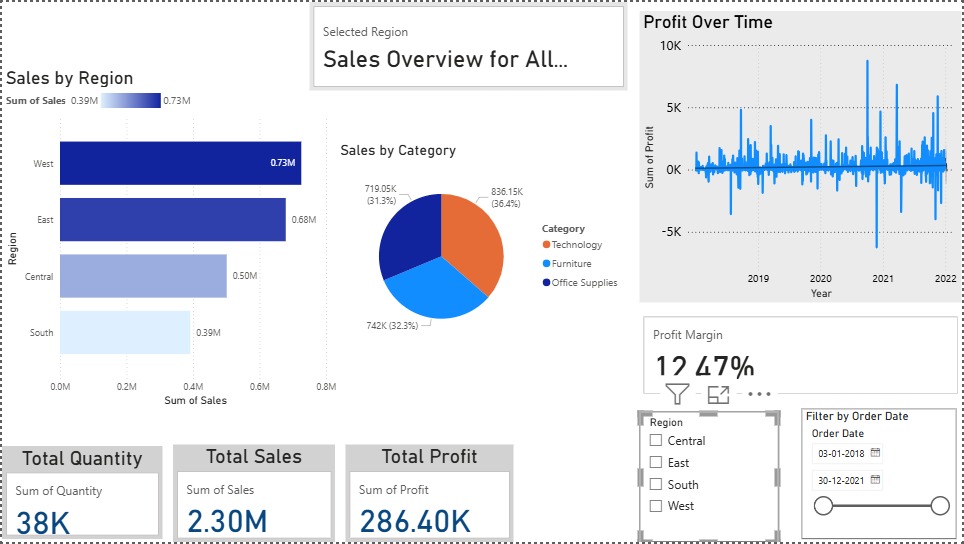 Selected Region
Sales Overview for All...
Profit Over Time
10K
5K
0K
-5K
Sum of Profit
2019
2020
2021
2022
Year
Sales by Region
Sum of Sales 0.39M 0.73M
Region
West
0.73M
East
0.68M
Central
0.50M
South
0.39M
0.0M
0.2M
0.4M
0.6M
0.8M
Sum of Sales
Sales by Category
719.05K
(31.3%)
836.15K
(36.4%)
742K (32.3%)
Category
Technology
Furniture
Office Supplies
Profit Margin
12.47%
Region
Central
East
South
West
Filter by Order Date
Order Date
03-01-2018
30-12-2021
Total Quantity
Sum of Quantity
38K
Total Sales
Sum of Sales
2.30M
Total Profit
Sum of Profit
286.40K